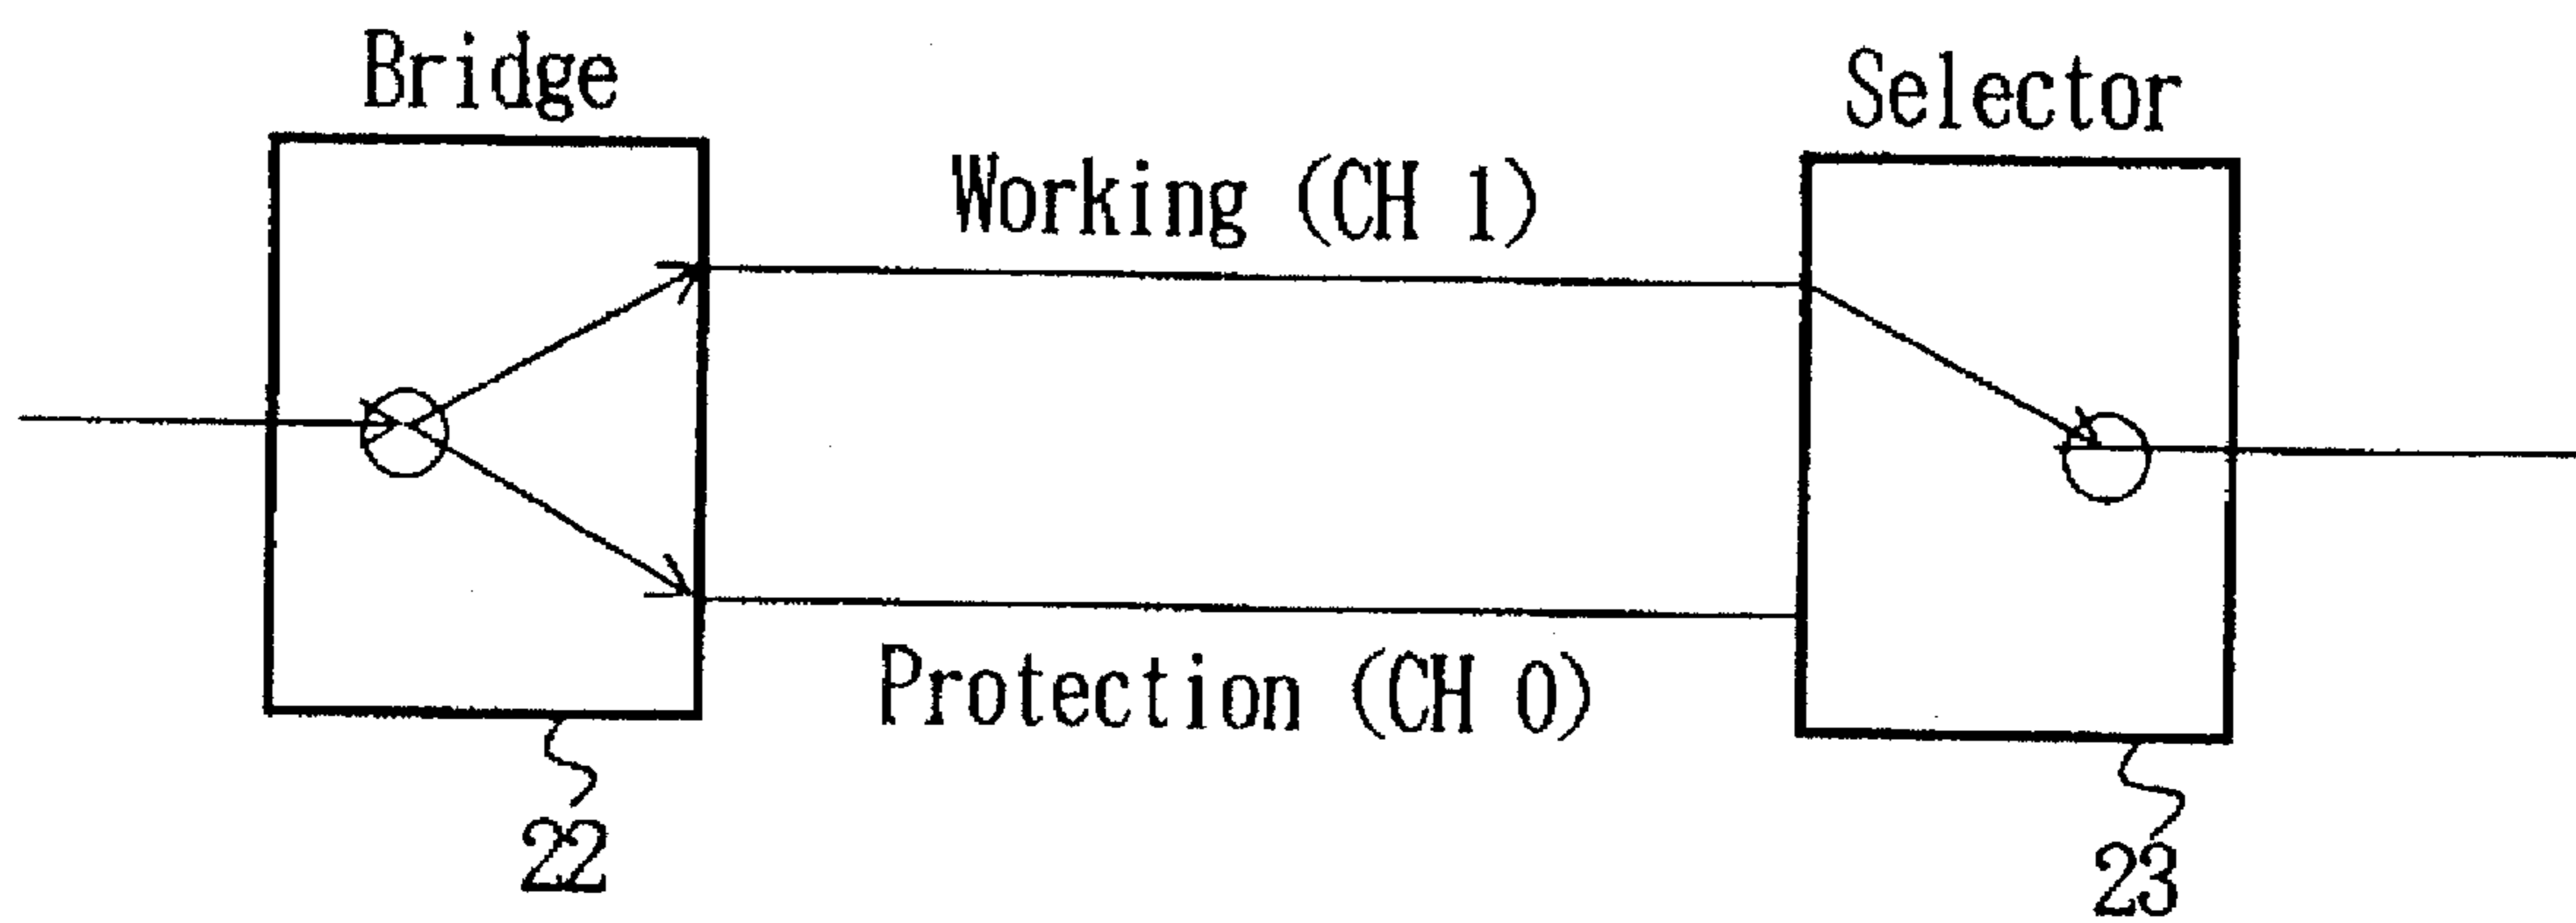 Bridge
Selector
Working (CH 1)
Protection (CH 0)
22
23